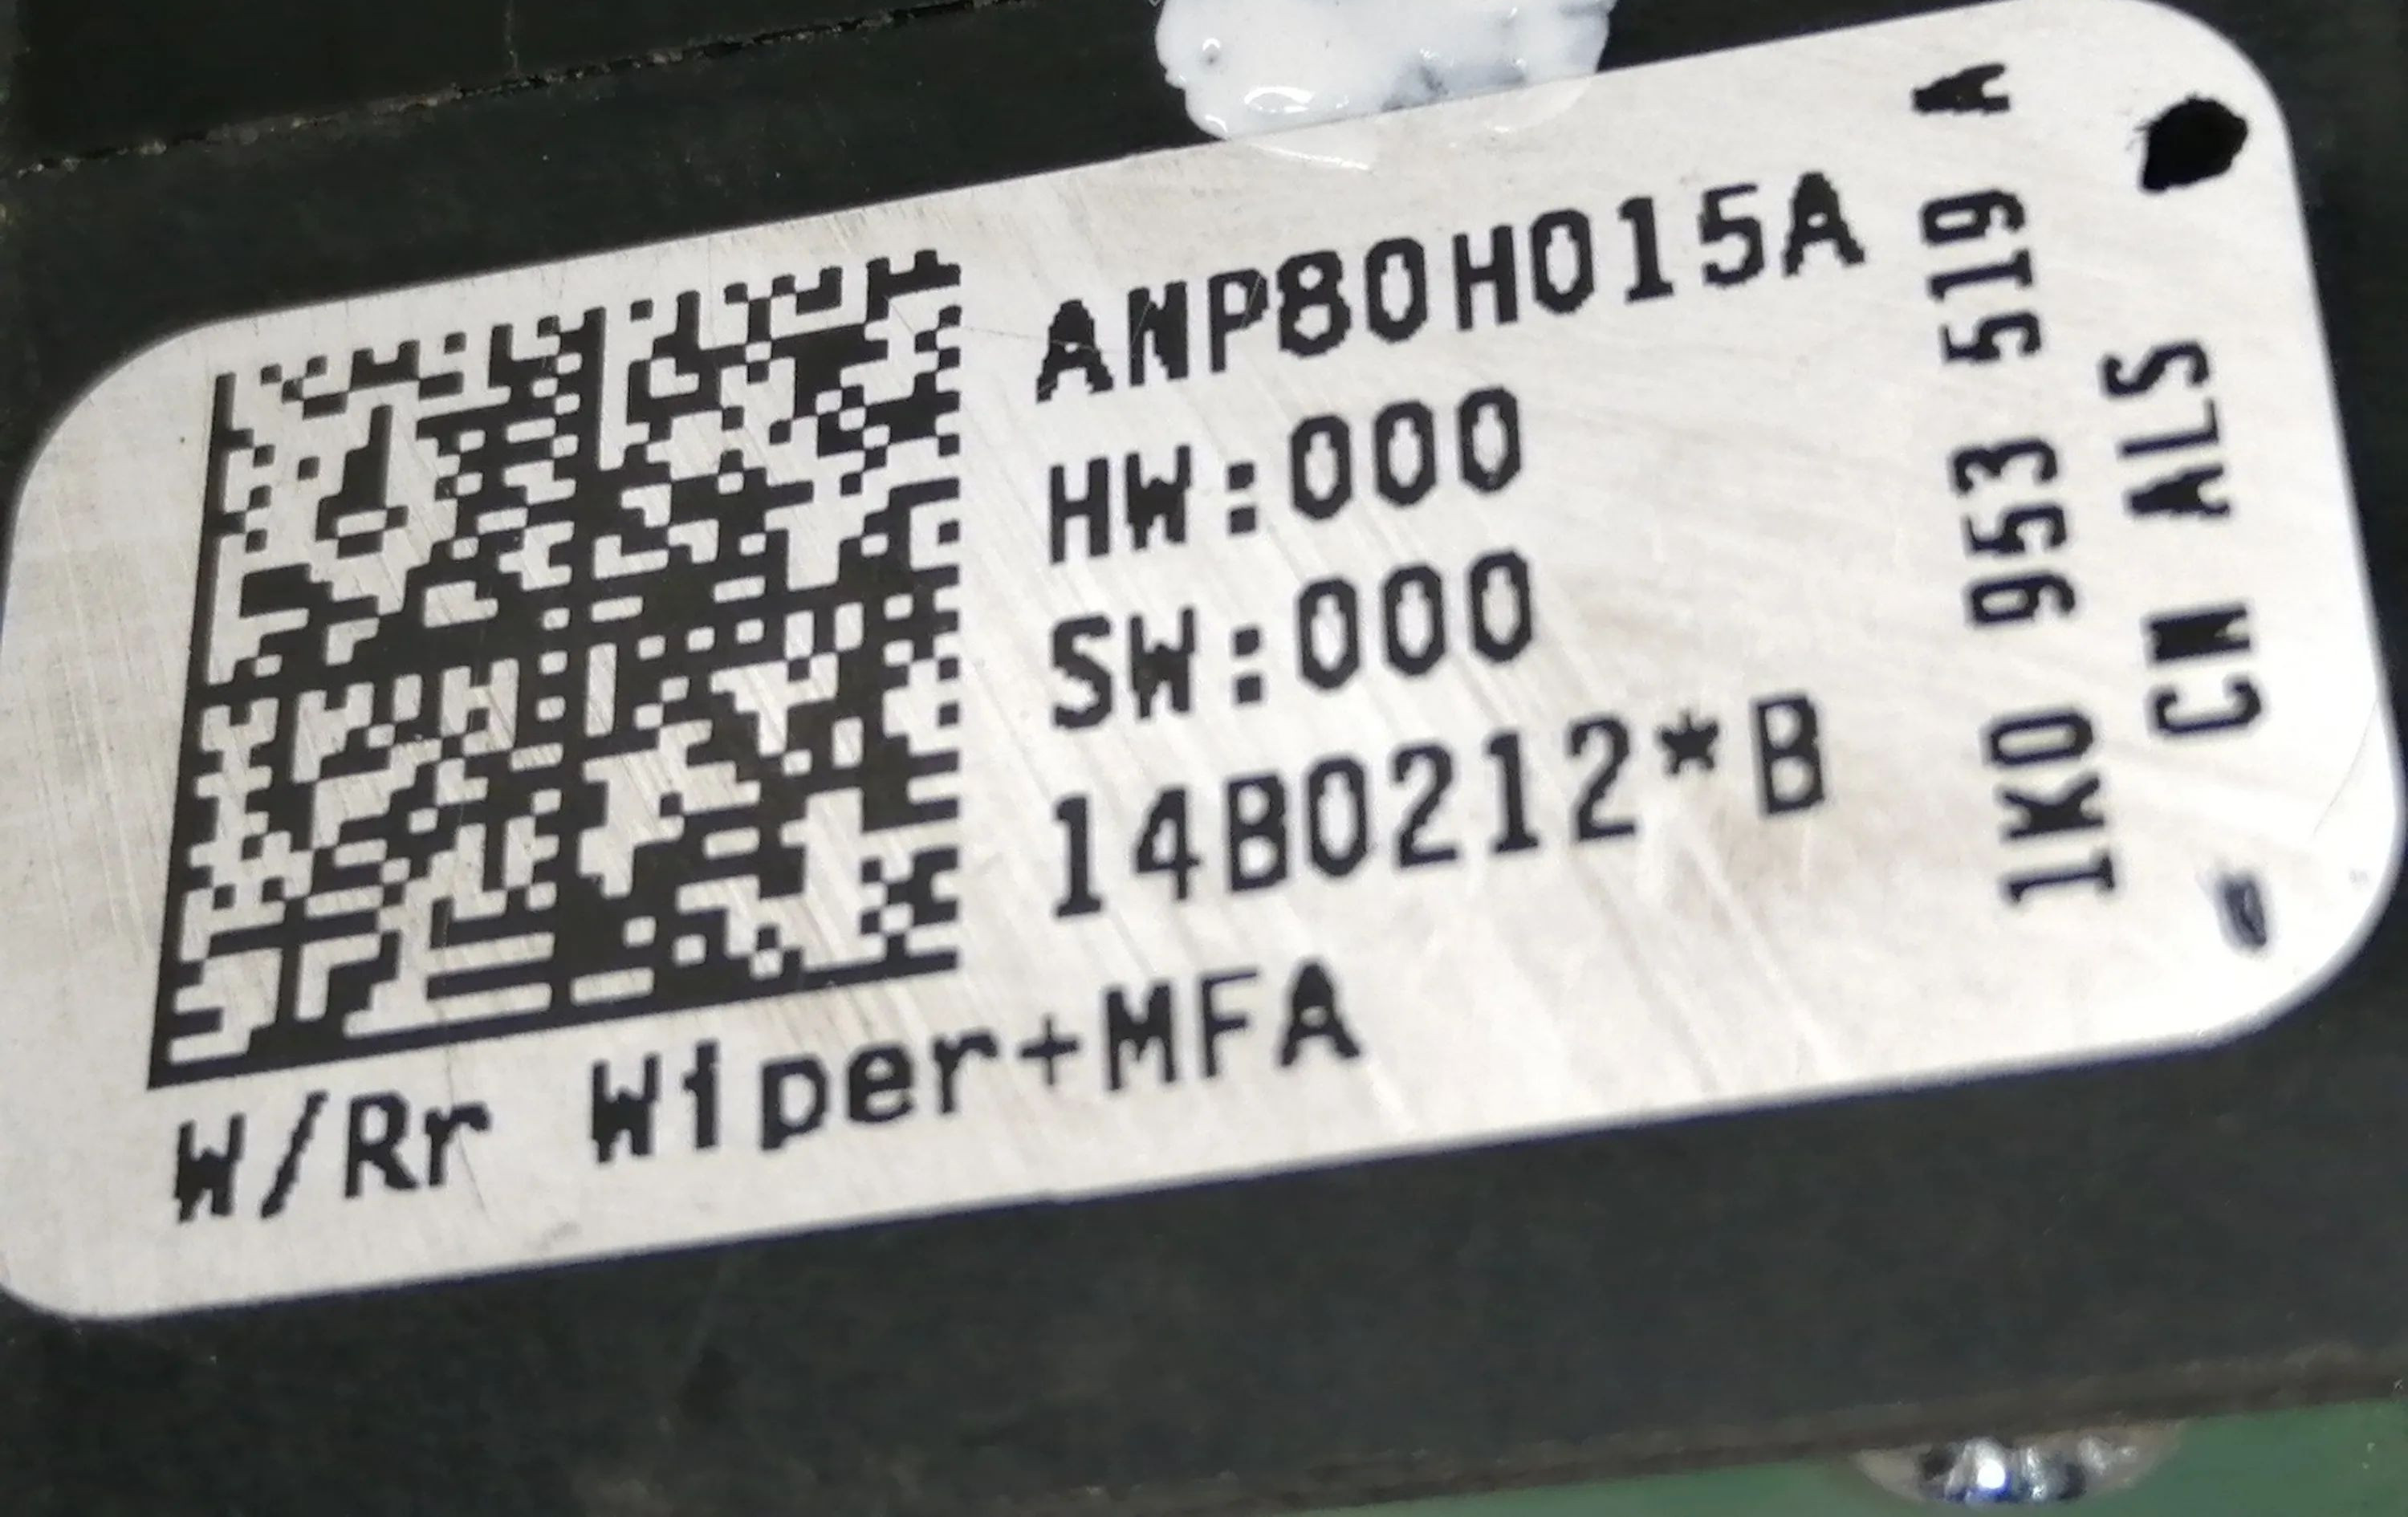 ANP80H015A
HW:000
SW:000
14B0212*B
W/Rr Wiper+MFA
1K0 953 519 A
CN ALS